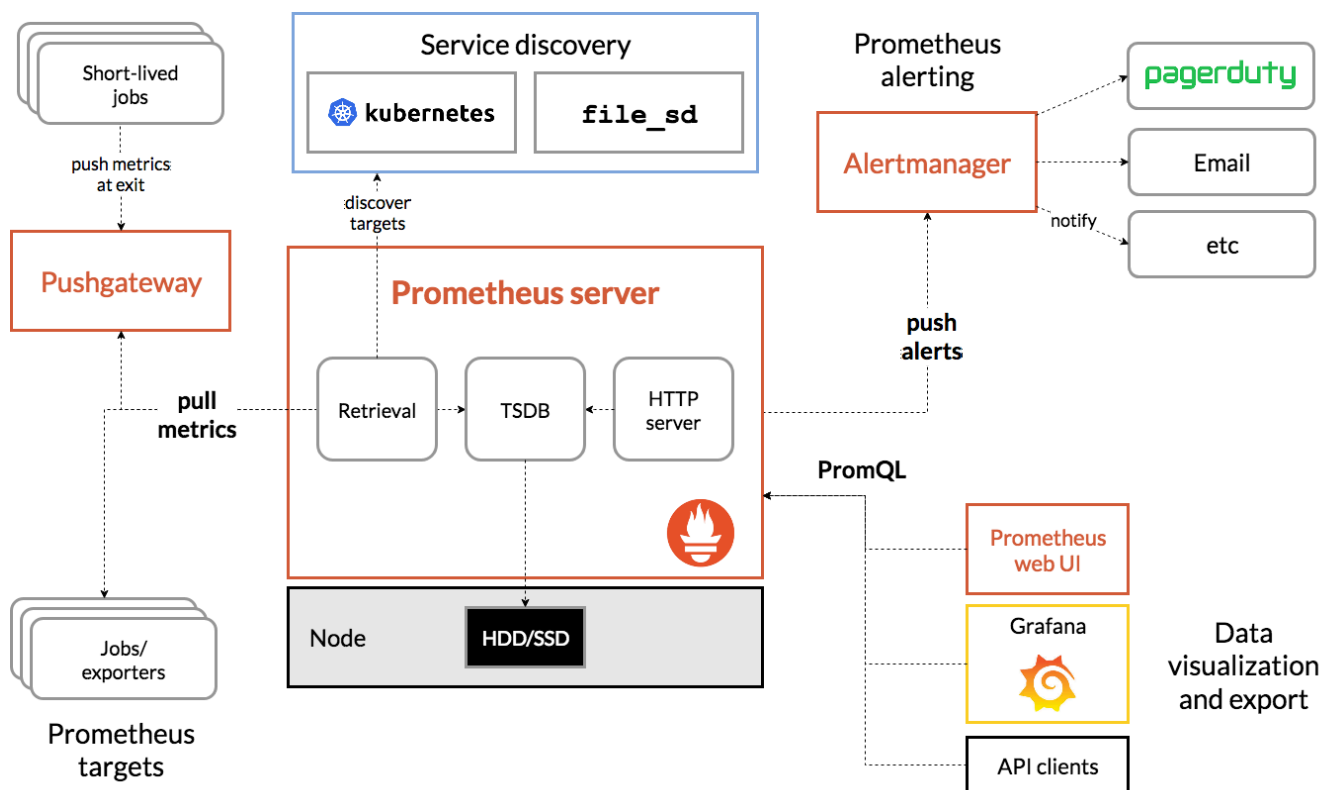 Short-lived
jobs
push metrics
at exit
Pushgateway
pull
metrics
Jobs/
exporters
Prometheus
targets
Service discovery
kubernetes
file_sd
discover
targets
Prometheus server
Retrieval
TSDB
HTTP
server
Node
HDD/SSD
Prometheus
alerting
Alertmanager
pagerduty
Email
notify
etc
push
alerts
PromQL
Prometheus
web UI
Grafana
API clients
Data
visualization
and export